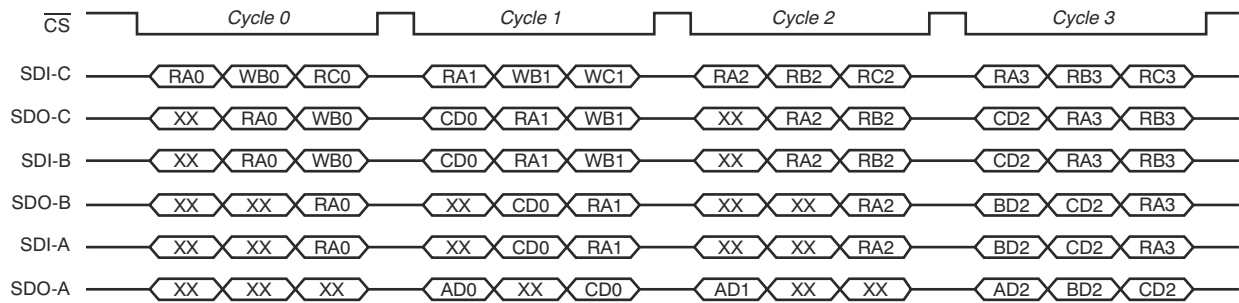 CS Cycle 0 Cycle 1 Cycle 2 Cycle 3
SDI-C RA0 WB0 RC0 RA1 WB1 WC1 RA2 RB2 RC2 RA3 RB3 RC3
SDO-C XX RA0 WB0 CD0 RA1 WB1 XX RA2 RB2 CD2 RA3 RB3
SDI-B XX RA0 WB0 CD0 RA1 WB1 XX RA2 RB2 CD2 RA3 RB3
SDO-B XX XX RA0 XX CD0 RA1 XX XX RA2 BD2 CD2 RA3
SDI-A XX XX RA0 XX CD0 RA1 XX XX RA2 BD2 CD2 RA3
SDO-A XX XX XX AD0 XX CD0 AD1 XX XX AD2 BD2 CD2